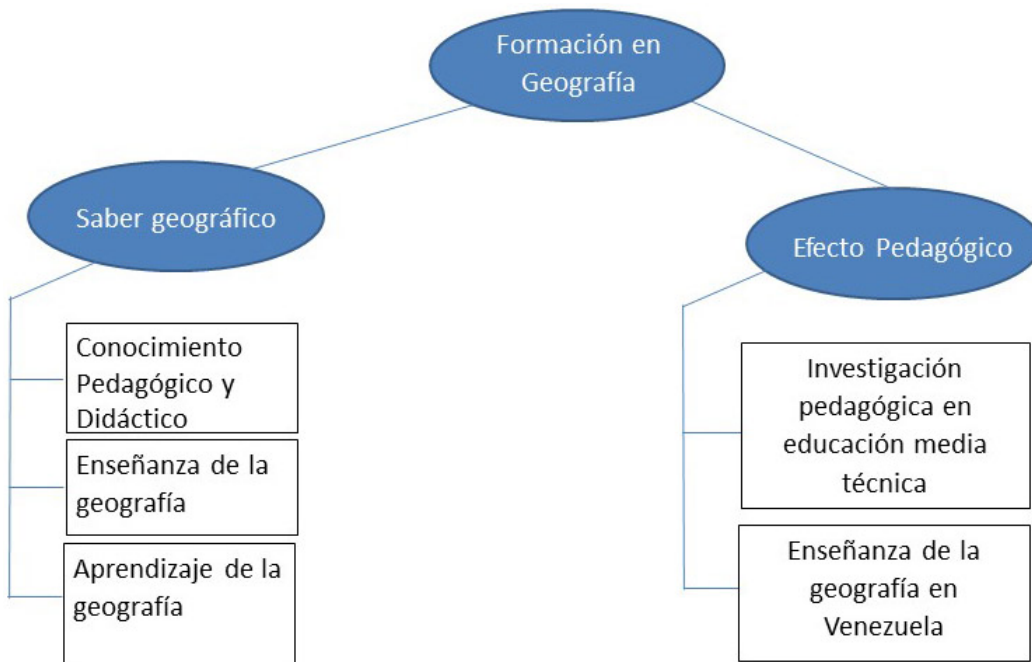 Formación en
Geografía
Saber geográfico
Efecto Pedagógico
Conocimiento
Pedagógico y
Didáctico
Enseñanza de la
geografía
Aprendizaje de la
geografía
Investigación
pedagógica en
educación media
técnica
Enseñanza de la
geografía en
Venezuela